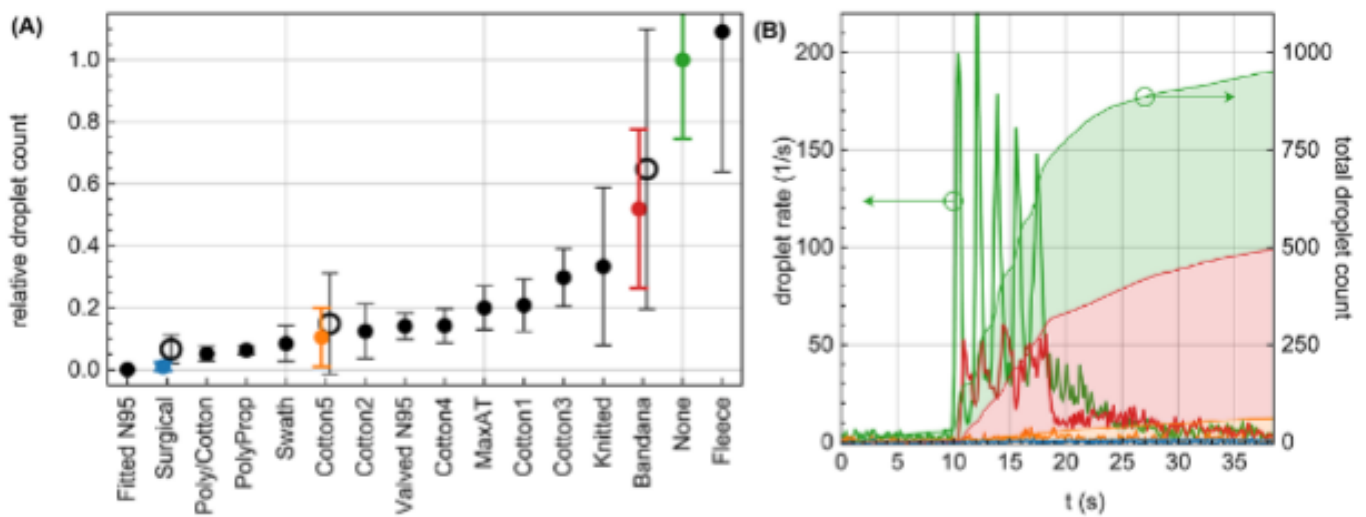 (A)
relative droplet count
1.0
0.8
0.6
0.4
0.2
0.0
Fitted N95
Surgical
Poly/Cotton
PolyProp
Swath
Cotton5
Cotton2
Valved N95
Cotton4
MaxAT
Cotton1
Cotton3
Knitted
Bandana
None
Fleece
(B)
droplet rate (1/s)
200
150
100
50
0
1000
750
500
250
0
total droplet count
0
5
10
15
20
25
30
35
t (s)